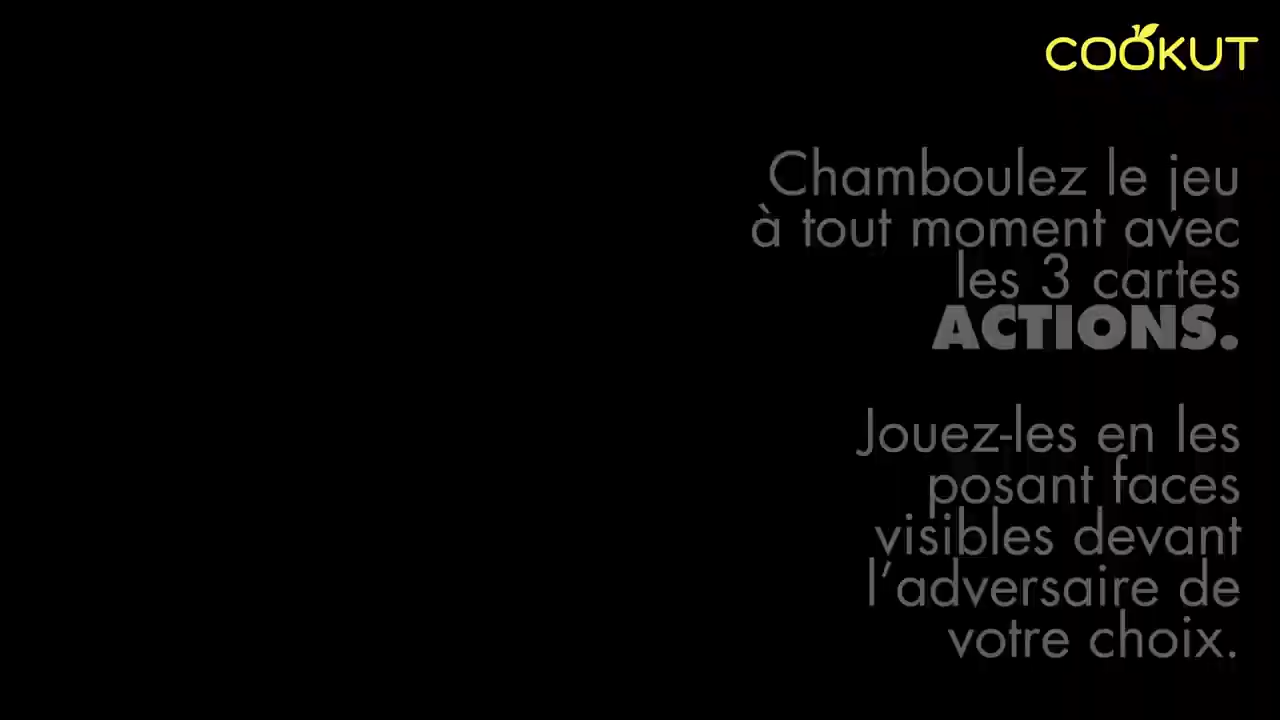 COOKUT
Chamboulez le jeu
à tout moment avec
les 3 cartes
ACTIONS.
Jouez-les en les
posant faces
visibles devant
l’adversaire de
votre choix.